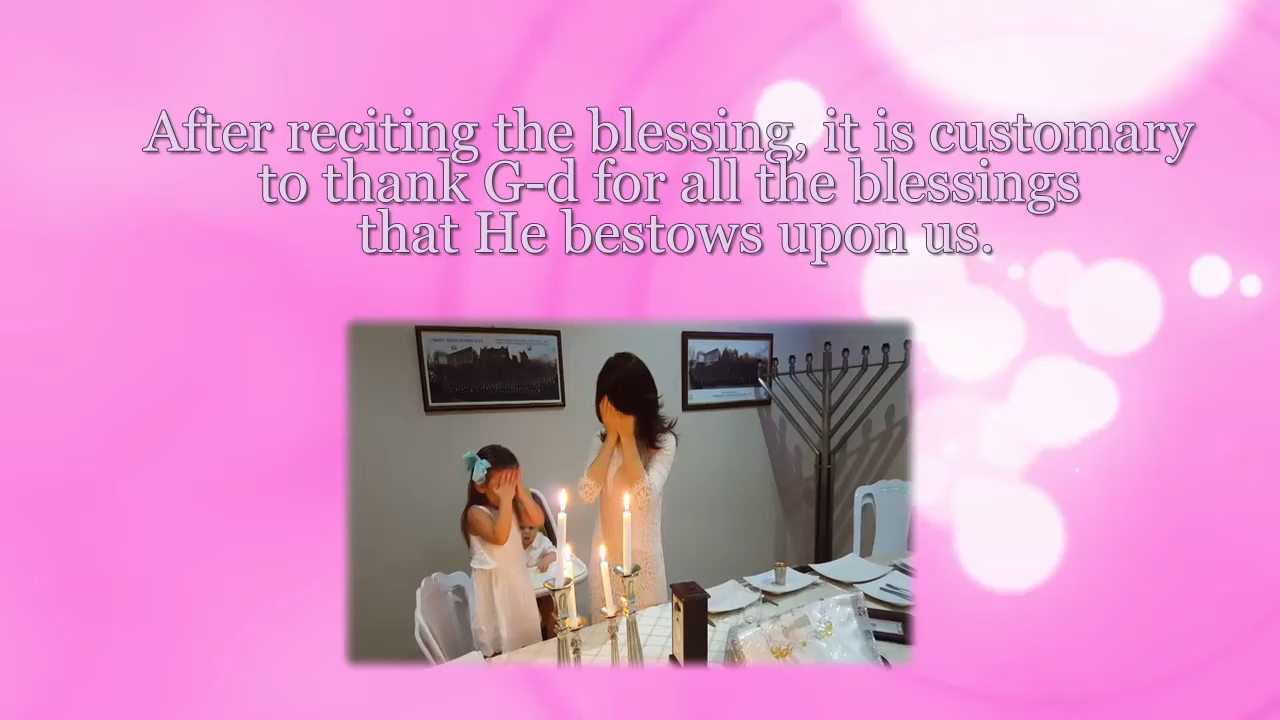 After reciting the blessing, it is customary
to thank G-d for all the blessings
that He bestows upon us.